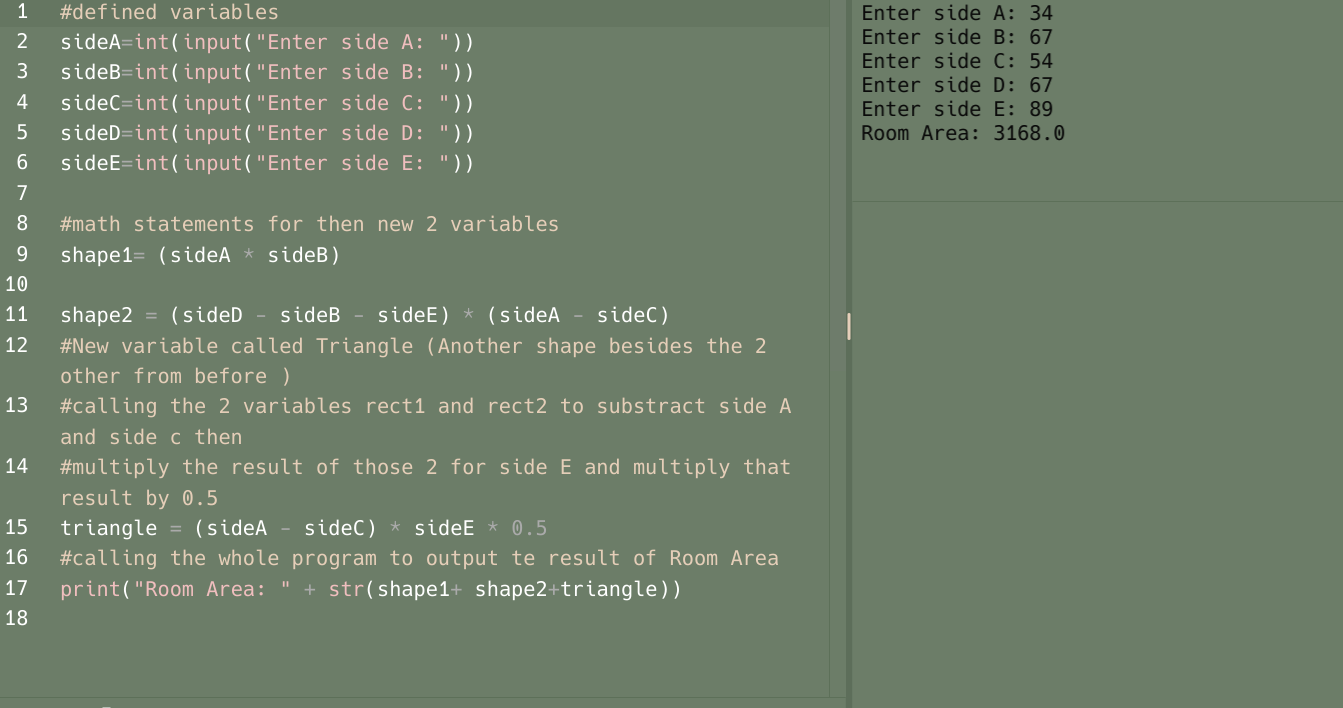 1 #defined variables
2 sideA=int(input("Enter side A: "))
3 sideB=int(input("Enter side B: "))
4 sideC=int(input("Enter side C: "))
5 sideD=int(input("Enter side D: "))
6 sideE=int(input("Enter side E: "))
7
8 #math statements for then new 2 variables
9 shape1= (sideA * sideB)
10
11 shape2 = (sideD - sideB - sideE) * (sideA - sideC)
12 #New variable called Triangle (Another shape besides the 2
other from before )
13 #calling the 2 variables rect1 and rect2 to substract side A
and side c then
14 #multiply the result of those 2 for side E and multiply that
result by 0.5
15 triangle = (sideA - sideC) * sideE * 0.5
16 #calling the whole program to output te result of Room Area
17 print("Room Area: " + str(shape1+ shape2+triangle))
18
Enter side A: 34
Enter side B: 67
Enter side C: 54
Enter side D: 67
Enter side E: 89
Room Area: 3168.0